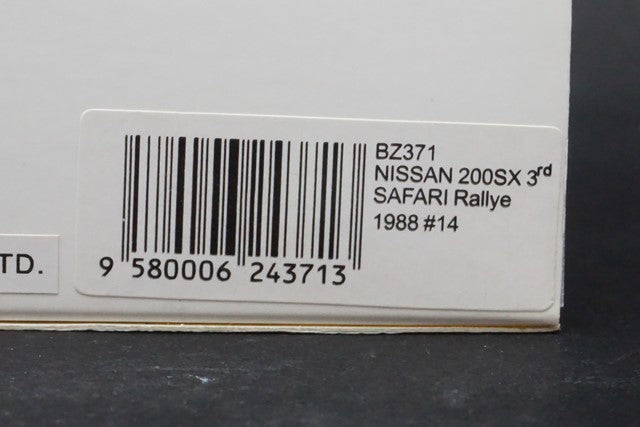 BZ371
NISSAN 200SX 3rd
SAFARI Rallye
1988 #14
9 580006 243713
TD.